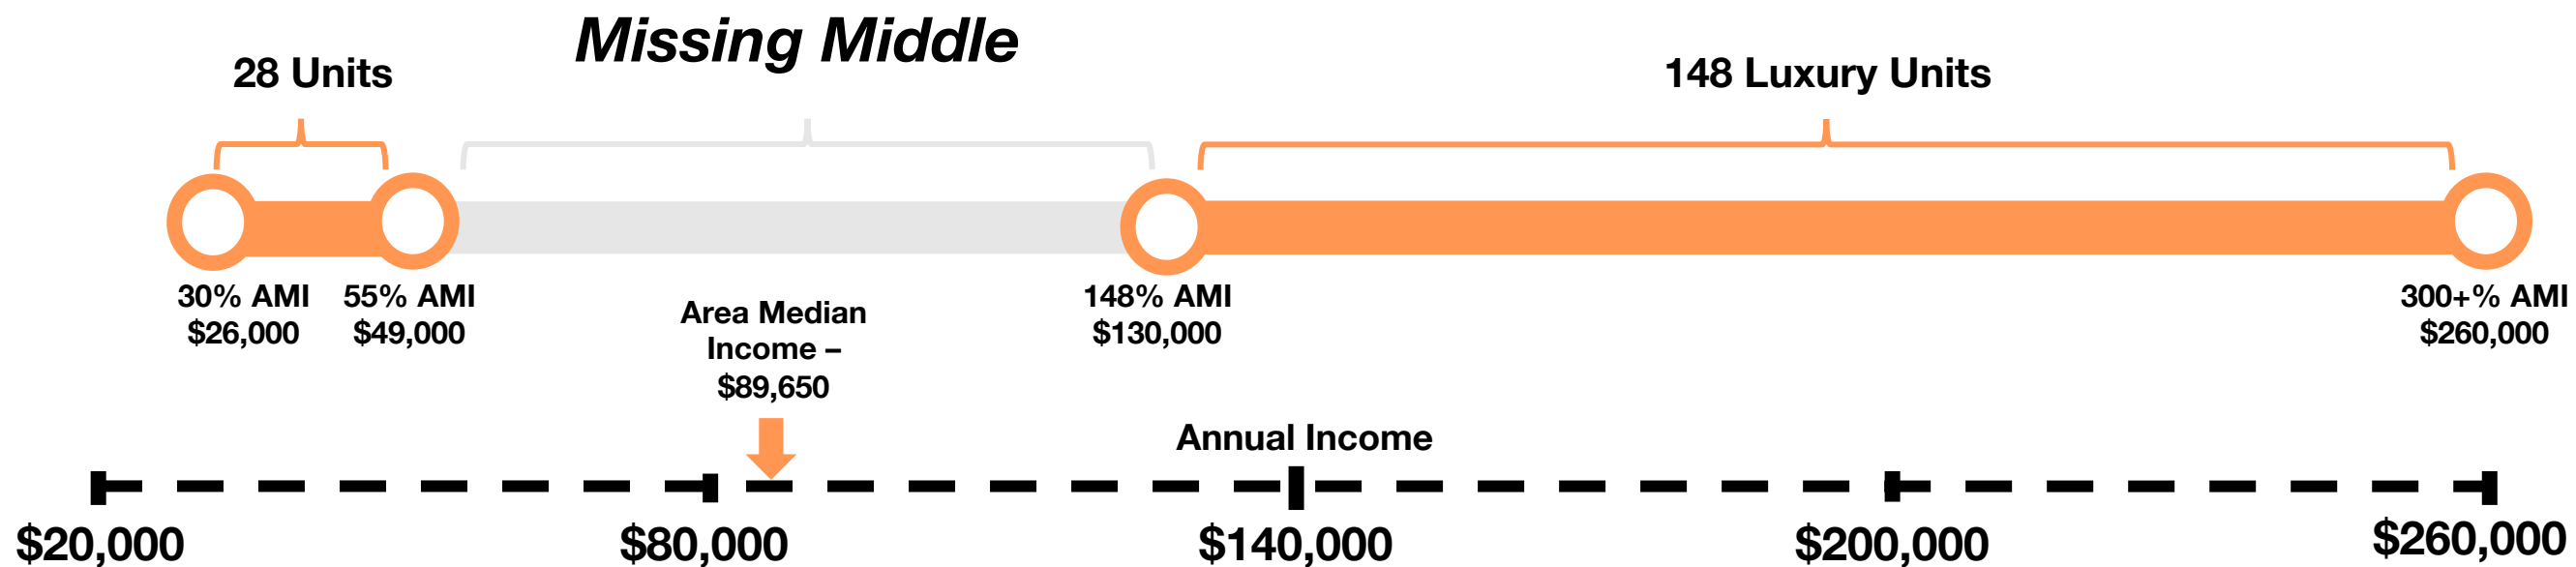 Missing Middle
28 Units
148 Luxury Units
30% AMI
$26,000
55% AMI
$49,000
Area Median
Income –
$89,650
148% AMI
$130,000
300+% AMI
$260,000
Annual Income
$20,000
$80,000
$140,000
$200,000
$260,000